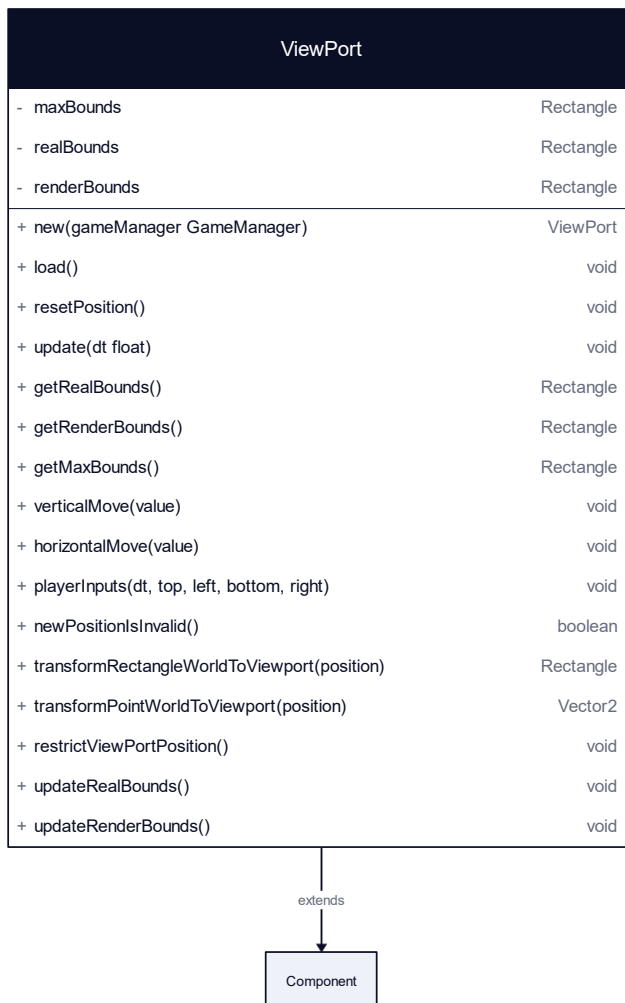 ViewPort
- maxBounds Rectangle
- realBounds Rectangle
- renderBounds Rectangle
+ new(gameManager GameManager) ViewPort
+ load() void
+ resetPosition() void
+ update(dt float) void
+ getRealBounds() Rectangle
+ getRenderBounds() Rectangle
+ getMaxBounds() Rectangle
+ verticalMove(value) void
+ horizontalMove(value) void
+ playerInputs(dt, top, left, bottom, right) void
+ newPositionIsInvalid() boolean
+ transformRectangleWorldToViewport(position) Rectangle
+ transformPointWorldToViewport(position) Vector2
+ restrictViewPortPosition() void
+ updateRealBounds() void
+ updateRenderBounds() void
extends
Component